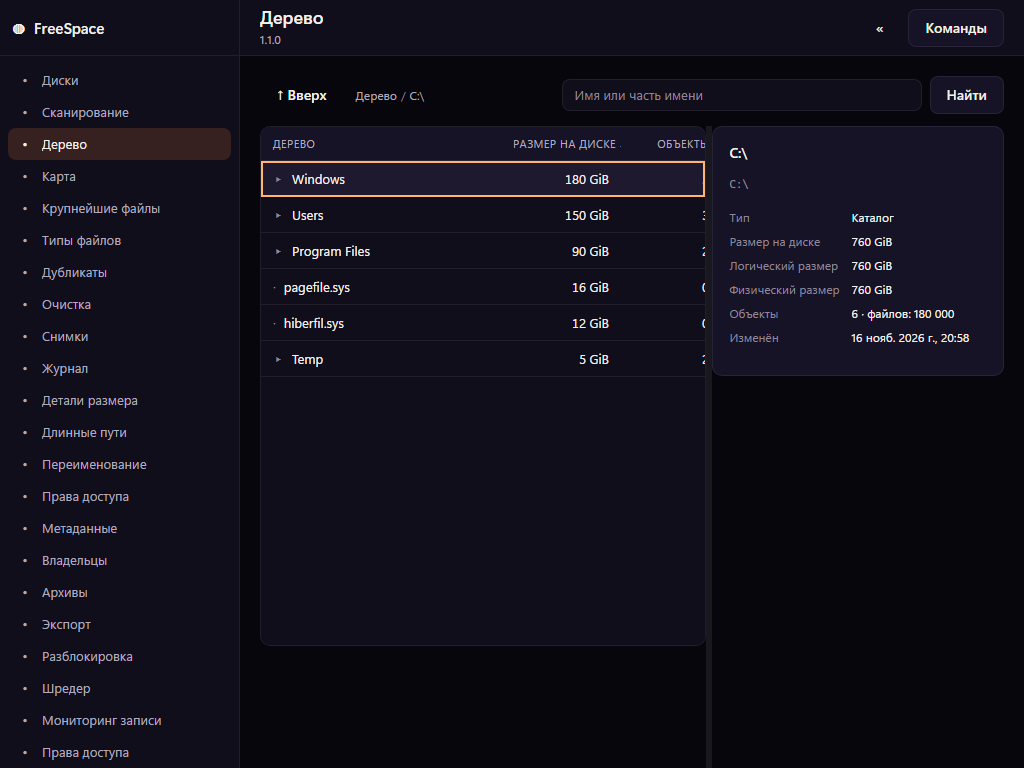 FreeSpace
Диски
Сканирование
Дерево
Карта
Крупнейшие файлы
Типы файлов
Дубликаты
Очистка
Снимки
Журнал
Детали размера
Длинные пути
Переименование
Права доступа
Метаданные
Владельцы
Архивы
Экспорт
Разблокировка
Шредер
Мониторинг записи
Права доступа
Дерево
1.1.0
«
Команды
↑ Вверх
Дерево / C:\
Имя или часть имени
Найти
ДЕРЕВО РАЗМЕР НА ДИСКЕ ОБЪЕКТЬ
▸ Windows 180 GiB
▸ Users 150 GiB
▸ Program Files 90 GiB
· pagefile.sys 16 GiB
· hiberfil.sys 12 GiB
▸ Temp 5 GiB
C:\
C:\
Тип Каталог
Размер на диске 760 GiB
Логический размер 760 GiB
Физический размер 760 GiB
Объекты 6 · файлов: 180 000
Изменён 16 нояб. 2026 г., 20:58